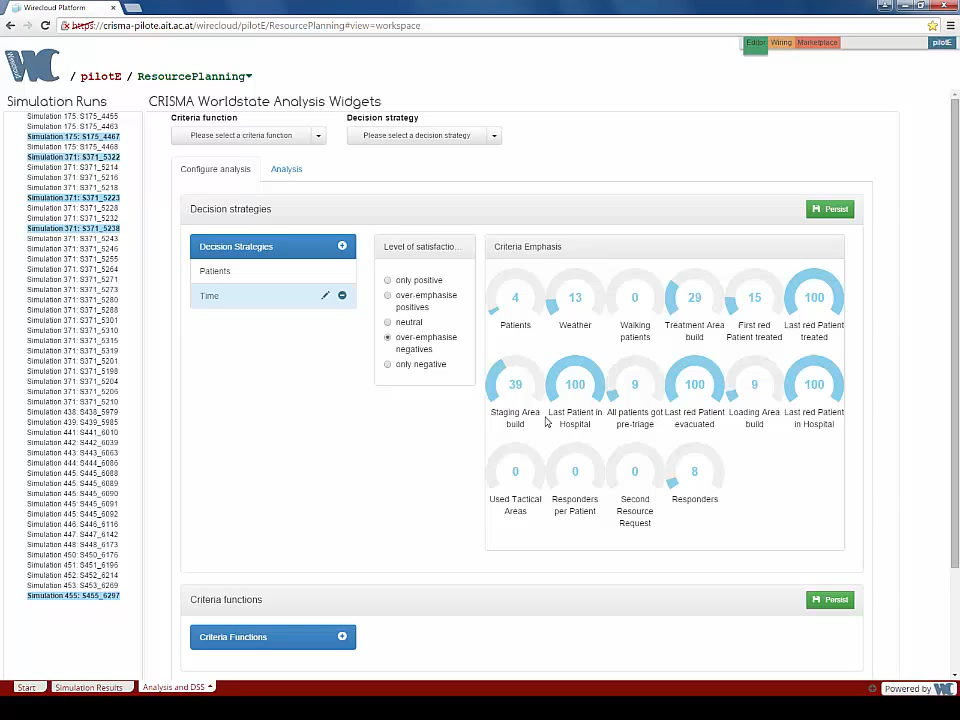 Wirecloud Platform
https://crisma-pilote.ait.ac.at/wirecloud/pilotE/ResourcePlanning#view=workspace
Editor Wiring Marketplace pilotE
WC / pilotE / ResourcePlanning
Simulation Runs
Simulation 175: S175_4455
Simulation 175: S175_4463
Simulation 175: S175_4467
Simulation 175: S175_4468
Simulation 371: S371_5322
Simulation 371: S371_5214
Simulation 371: S371_5216
Simulation 371: S371_5218
Simulation 371: S371_5223
Simulation 371: S371_5228
Simulation 371: S371_5232
Simulation 371: S371_5238
Simulation 371: S371_5243
Simulation 371: S371_5246
Simulation 371: S371_5255
Simulation 371: S371_5264
Simulation 371: S371_5271
Simulation 371: S371_5273
Simulation 371: S371_5280
Simulation 371: S371_5288
Simulation 371: S371_5301
Simulation 371: S371_5310
Simulation 371: S371_5315
Simulation 371: S371_5319
Simulation 371: S371_5201
Simulation 371: S371_5198
Simulation 371: S371_5204
Simulation 371: S371_5206
Simulation 371: S371_5210
Simulation 438: S438_5979
Simulation 439: S439_5985
Simulation 441: S441_6010
Simulation 442: S442_6039
Simulation 443: S443_6063
Simulation 444: S444_6086
Simulation 445: S445_6088
Simulation 445: S445_6089
Simulation 445: S445_6090
Simulation 445: S445_6091
Simulation 445: S445_6092
Simulation 446: S446_6116
Simulation 447: S447_6142
Simulation 448: S448_6173
Simulation 450: S450_6176
Simulation 451: S451_6196
Simulation 452: S452_6214
Simulation 453: S453_6269
Simulation 455: S455_6297
CRISMA Worldstate Analysis Widgets
Criteria function Decision strategy
Please select a criteria function Please select a decision strategy
Configure analysis Analysis
Decision strategies Persist
Decision Strategies
Patients
Time
Level of satisfactio...
only positive
over-emphasise
positives
neutral
over-emphasise
negatives
only negative
Criteria Emphasis
4 13 0 29 15 100
Patients Weather Walking Treatment Area First red Last red Patient
patients build Patient treated treated
39 100 9 100 9 100
Staging Area Last Patient in All patients got Last red Patient Loading Area Last red Patient
build Hospital pre-triage evacuated build in Hospital
0 0 0 8
Used Tactical Responders Second Responders
Areas per Patient Resource
Request
Criteria functions Persist
Criteria Functions
Start Simulation Results Analysis and DSS Powered by WC